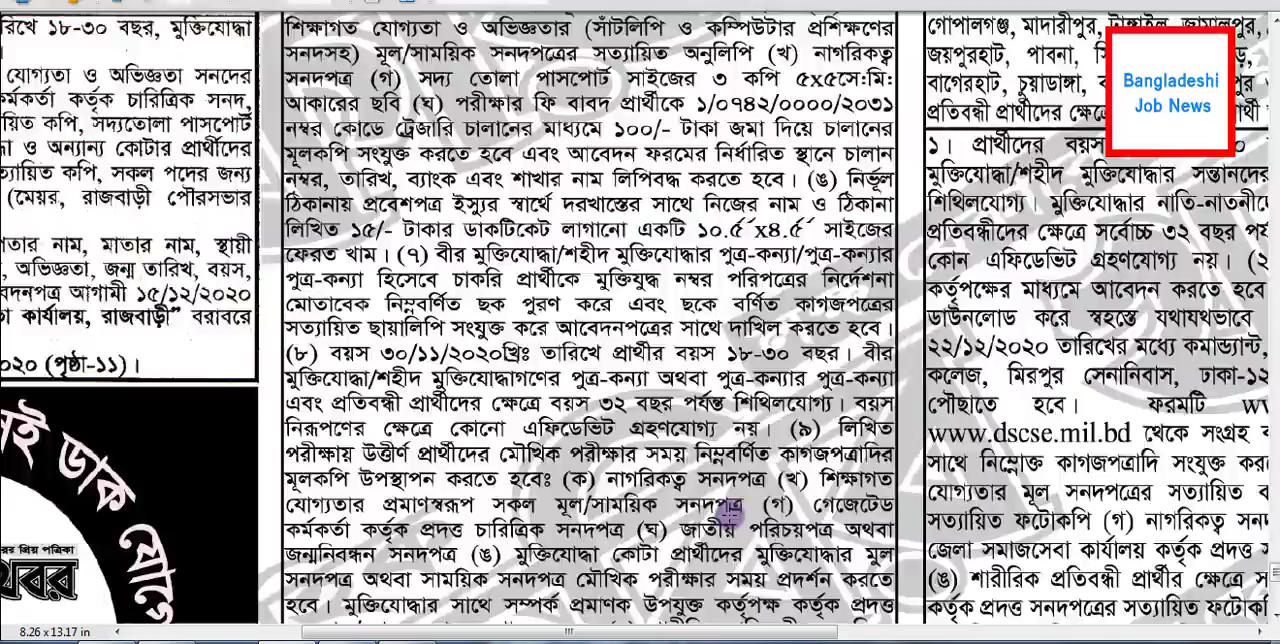 রিখে ১৮-৩০ বছর, মুক্তিযোদ্ধা
যোগ্যতা ও অভিজ্ঞতা সনদের
কর্মকর্তা কর্তৃক চারিত্রিক সনদ,
য়িত কপি, সদ্যতোলা পাসপোর্ট
ও অন্যান্য কোটার প্রার্থীদের
ত্যায়িত কপি, সকল পদের জন্য
(মেয়র, রাজবাড়ী পৌরসভার
তার নাম, মাতার নাম, স্থায়ী
, অভিজ্ঞতা, জন্ম তারিখ, বয়স,
বেদনপত্র আগামী ১৫/১২/২০২০
কার্যালয়, রাজবাড়ী” বরাবরে
০২০ (পৃষ্ঠা-১১)।
ডাক যোগে
রর প্রিয় পত্রিকা
খবর
শিক্ষাগত যোগ্যতা ও অভিজ্ঞতার (সাঁটলিপি ও কম্পিউটার প্রশিক্ষণের
সনদসহ) মূল/সাময়িক সনদপত্রের সত্যায়িত অনুলিপি (খ) নাগরিকত্ব
সনদপত্র (গ) সদ্য তোলা পাসপোর্ট সাইজের ৩ কপি ৫x৫সে:মি:
আকারের ছবি (ঘ) পরীক্ষার ফি বাবদ প্রার্থীকে ১/০৭৪২/০০০০/২০৩১
নম্বর কোডে ট্রেজারি চালানের মাধ্যমে ১০০/- টাকা জমা দিয়ে চালানের
মূলকপি সংযুক্ত করতে হবে এবং আবেদন ফরমের নির্ধারিত স্থানে চালান
নম্বর, তারিখ, ব্যাংক এবং শাখার নাম লিপিবদ্ধ করতে হবে। (ঙ) নির্ভূল
ঠিকানায় প্রবেশপত্র ইস্যুর স্বার্থে দরখাস্তের সাথে নিজের নাম ও ঠিকানা
লিখিত ১৫/- টাকার ডাকটিকেট লাগানো একটি ১০.৫˝x৪.৫˝ সাইজের
ফেরত খাম। (৭) বীর মুক্তিযোদ্ধা/শহীদ মুক্তিযোদ্ধার পুত্র-কন্যা/পুত্র-কন্যার
পুত্র-কন্যা হিসেবে চাকরি প্রার্থীকে মুক্তিযুদ্ধ নম্বর পরিপত্রের নির্দেশনা
মোতাবেক নিম্নবর্ণিত ছক পুরণ করে এবং ছকে বর্ণিত কাগজপত্রের
সত্যায়িত ছায়ালিপি সংযুক্ত করে আবেদনপত্রের সাথে দাখিল করতে হবে।
(৮) বয়স ৩০/১১/২০২০খ্রিঃ তারিখে প্রার্থীর বয়স ১৮-৩০ বছর। বীর
মুক্তিযোদ্ধা/শহীদ মুক্তিযোদ্ধাগণের পুত্র-কন্যা অথবা পুত্র-কন্যার পুত্র-কন্যা
এবং প্রতিবন্ধী প্রার্থীদের ক্ষেত্রে বয়স ৩২ বছর পর্যন্ত শিথিলযোগ্য। বয়স
নিরূপণের ক্ষেত্রে কোনো এফিডেভিট গ্রহণযোগ্য নয়। (৯) লিখিত
পরীক্ষায় উত্তীর্ণ প্রার্থীদের মৌখিক পরীক্ষার সময় নিম্নবর্ণিত কাগজপত্রাদির
মূলকপি উপস্থাপন করতে হবেঃ (ক) নাগরিকত্ব সনদপত্র (খ) শিক্ষাগত
যোগ্যতার প্রমাণস্বরূপ সকল মূল/সাময়িক সনদপত্র (গ) গেজেটেড
কর্মকর্তা কর্তৃক প্রদত্ত চারিত্রিক সনদপত্র (ঘ) জাতীয় পরিচয়পত্র অথবা
জন্মনিবন্ধন সনদপত্র (ঙ) মুক্তিযোদ্ধা কোটা প্রার্থীদের মুক্তিযোদ্ধার মূল
সনদপত্র অথবা সাময়িক সনদপত্র মৌখিক পরীক্ষার সময় প্রদর্শন করতে
হবে। মুক্তিযোদ্ধার সাথে সম্পর্ক প্রমাণক উপযুক্ত কর্তৃপক্ষ কর্তৃক প্রদত্ত
গোপালগঞ্জ, মাদারীপুর, টাঙ্গাইল, জামালপুর,
জয়পুরহাট, পাবনা,
বাগেরহাট, চুয়াডাঙ্গা,
প্রতিবন্ধী প্রার্থীদের ক্ষেত্রে
Bangladeshi
Job News
১। প্রার্থীদের বয়স
মুক্তিযোদ্ধা/শহীদ মুক্তিযোদ্ধার সন্তানদের
শিথিলযোগ্য। মুক্তিযোদ্ধার নাতি-নাতনীদে
প্রতিবন্ধীদের ক্ষেত্রে সর্বোচ্চ ৩২ বছর পর্য
কোন এফিডেভিট গ্রহণযোগ্য নয়। (২
কর্তৃপক্ষের মাধ্যমে আবেদন করতে হবে
ডাউনলোড করে স্বহস্তে যথাযথভাবে
২২/১২/২০২০ তারিখের মধ্যে কমান্ড্যান্ট,
কলেজ, মিরপুর সেনানিবাস, ঢাকা-১২
পৌছাতে হবে। ফরমটি
www.dscse.mil.bd থেকে সংগ্রহ
সাথে নিম্নোক্ত কাগজপত্রাদি সংযুক্ত কর
যোগ্যতার মূল সনদপত্রের সত্যায়িত
সত্যায়িত ফটোকপি (গ) নাগরিকত্ব সন
জেলা সমাজসেবা কার্যালয় কর্তৃক প্রদত্ত
(ঙ) শারীরিক প্রতিবন্ধী প্রার্থীর ক্ষেত্রে
কর্তৃক প্রদত্ত সনদপত্রের সত্যায়িত ফটোকপি
8.26 x 13.17 in